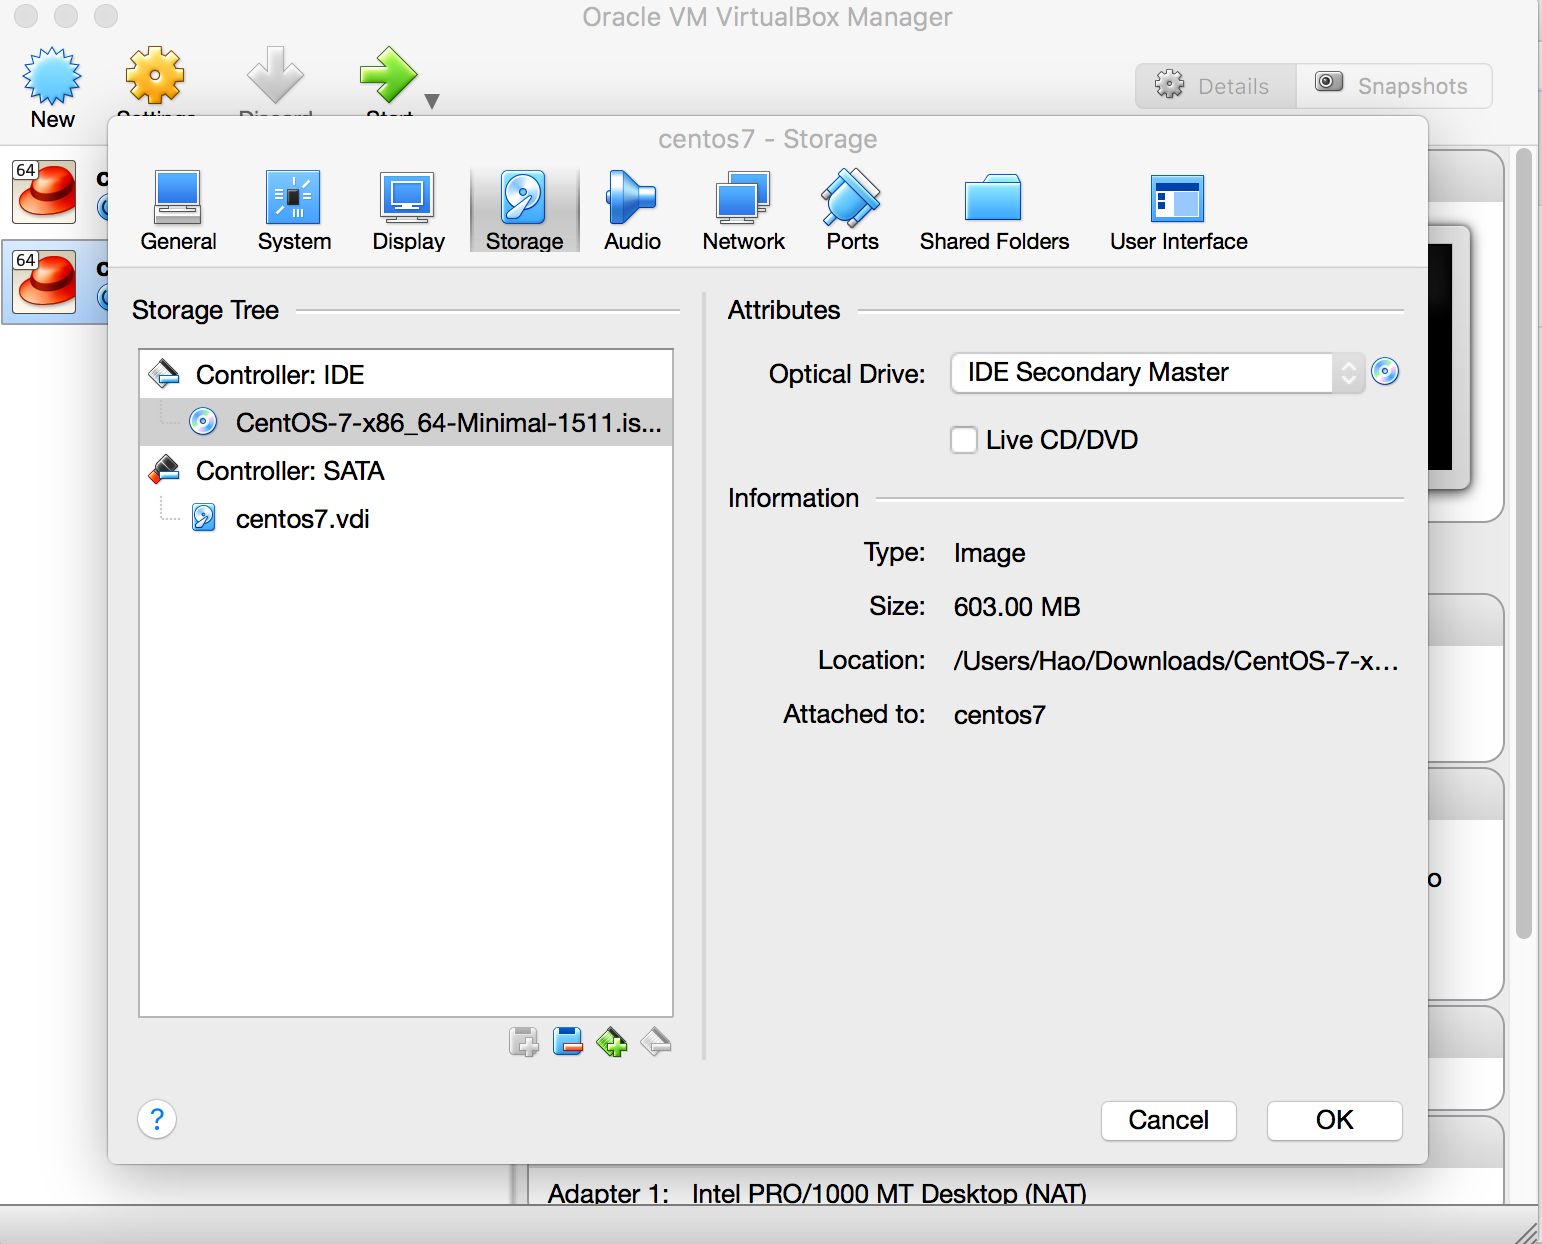 Oracle VM VirtualBox Manager
New
Settings
Discard
Start
Details
Snapshots
centos7 - Storage
64
64
General
System
Display
Storage
Audio
Network
Ports
Shared Folders
User Interface
Storage Tree
Controller: IDE
CentOS-7-x86_64-Minimal-1511.is...
Controller: SATA
centos7.vdi
Attributes
Optical Drive:
IDE Secondary Master
Live CD/DVD
Information
Type: Image
Size: 603.00 MB
Location: /Users/Hao/Downloads/CentOS-7-x...
Attached to: centos7
?
Cancel
OK
Adapter 1: Intel PRO/1000 MT Desktop (NAT)